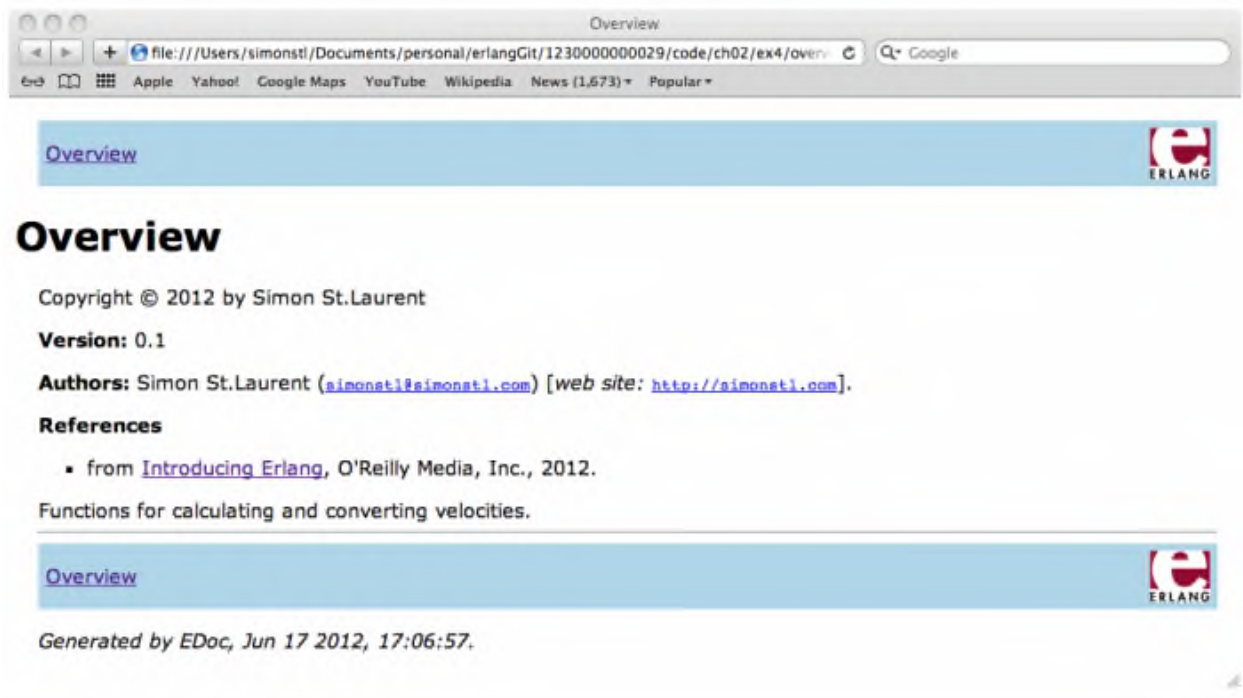 Overview
file:///Users/simonstl/Documents/personal/erlangGit/1230000000029/code/ch02/ex4/over
Google
Apple Yahoo! Google Maps YouTube Wikipedia News (1,673) Popular
Overview
ERLANG
Overview
Copyright © 2012 by Simon St.Laurent
Version: 0.1
Authors: Simon St.Laurent (simonstl@simonstl.com) [web site: http://simonstl.com].
References
from Introducing Erlang, O'Reilly Media, Inc., 2012.
Functions for calculating and converting velocities.
Overview
ERLANG
Generated by EDoc, Jun 17 2012, 17:06:57.